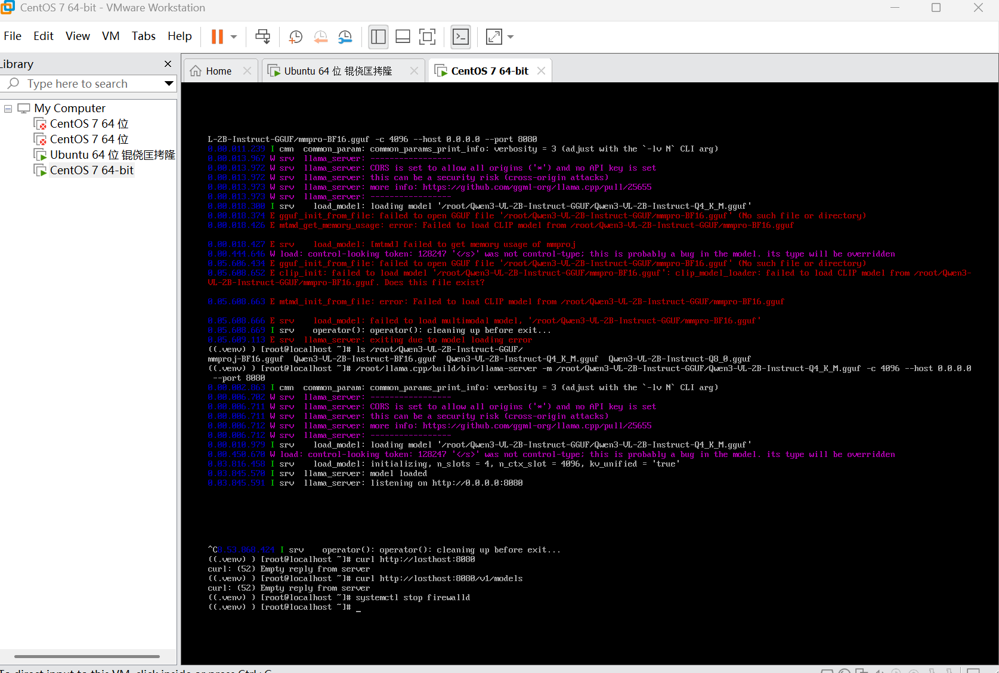 CentOS 7 64-bit - VMware Workstation
File Edit View VM Tabs Help
Library
Type here to search
My Computer
CentOS 7 64 位
CentOS 7 64 位
Ubuntu 64 位 锟侥匡拷隆
CentOS 7 64-bit
Home
Ubuntu 64 位 锟侥匡拷隆
CentOS 7 64-bit
L-2B-Instruct-GGUF/mmpro-BF16.gguf -c 4096 --host 0.0.0.0 --port 8080
0.00.011.239 I cmn  common_param: common_params_print_info: verbosity = 3 (adjust with the `-lv N` CLI arg)
0.00.013.967 W srv  llama_server: -----------------
0.00.013.972 W srv  llama_server: CORS is set to allow all origins ('*') and no API key is set
0.00.013.972 W srv  llama_server: this can be a security risk (cross-origin attacks)
0.00.013.973 W srv  llama_server: more info: https://github.com/ggml-org/llama.cpp/pull/25655
0.00.013.973 W srv  llama_server: -----------------
0.00.018.300 I srv    load_model: loading model '/root/Qwen3-VL-2B-Instruct-GGUF/Qwen3-VL-2B-Instruct-Q4_K_M.gguf'
0.00.018.374 E gguf_init_from_file: failed to open GGUF file '/root/Qwen3-VL-2B-Instruct-GGUF/mmpro-BF16.gguf' (No such file or directory)
0.00.018.426 E mtmd_get_memory_usage: error: Failed to load CLIP model from /root/Qwen3-VL-2B-Instruct-GGUF/mmpro-BF16.gguf
0.00.018.427 E srv    load_model: [mtmd] failed to get memory usage of mmproj
0.00.444.646 W load: control-looking token: 128247 '</s>' was not control-type; this is probably a bug in the model. its type will be overridden
0.05.606.434 E gguf_init_from_file: failed to open GGUF file '/root/Qwen3-VL-2B-Instruct-GGUF/mmpro-BF16.gguf' (No such file or directory)
0.05.608.652 E clip_init: failed to load model '/root/Qwen3-VL-2B-Instruct-GGUF/mmpro-BF16.gguf': clip_model_loader: failed to load CLIP model from /root/Qwen3-
VL-2B-Instruct-GGUF/mmpro-BF16.gguf. Does this file exist?
0.05.608.663 E mtmd_init_from_file: error: Failed to load CLIP model from /root/Qwen3-VL-2B-Instruct-GGUF/mmpro-BF16.gguf
0.05.608.666 E srv    load_model: failed to load multimodal model, '/root/Qwen3-VL-2B-Instruct-GGUF/mmpro-BF16.gguf'
0.05.608.669 I srv    operator(): operator(): cleaning up before exit...
0.05.609.113 E srv  llama_server: exiting due to model loading error
((.venv) ) [root@localhost ~]# ls /root/Qwen3-VL-2B-Instruct-GGUF/
mmproj-BF16.gguf  Qwen3-VL-2B-Instruct-BF16.gguf  Qwen3-VL-2B-Instruct-Q4_K_M.gguf  Qwen3-VL-2B-Instruct-Q8_0.gguf
((.venv) ) [root@localhost ~]# /root/llama.cpp/build/bin/llama-server -m /root/Qwen3-VL-2B-Instruct-GGUF/Qwen3-VL-2B-Instruct-Q4_K_M.gguf -c 4096 --host 0.0.0.0
--port 8080
0.00.002.863 I cmn  common_param: common_params_print_info: verbosity = 3 (adjust with the `-lv N` CLI arg)
0.00.006.702 W srv  llama_server: -----------------
0.00.006.711 W srv  llama_server: CORS is set to allow all origins ('*') and no API key is set
0.00.006.711 W srv  llama_server: this can be a security risk (cross-origin attacks)
0.00.006.712 W srv  llama_server: more info: https://github.com/ggml-org/llama.cpp/pull/25655
0.00.006.712 W srv  llama_server: -----------------
0.00.010.979 I srv    load_model: loading model '/root/Qwen3-VL-2B-Instruct-GGUF/Qwen3-VL-2B-Instruct-Q4_K_M.gguf'
0.00.450.670 W load: control-looking token: 128247 '</s>' was not control-type; this is probably a bug in the model. its type will be overridden
0.03.016.450 I srv    load_model: initializing, n_slots = 4, n_ctx_slot = 4096, kv_unified = 'true'
0.03.045.570 I srv  llama_server: model loaded
0.03.045.591 I srv  llama_server: listening on http://0.0.0.0:8080
^C0.53.060.424 I srv    operator(): operator(): cleaning up before exit...
((.venv) ) [root@localhost ~]# curl http://losthost:8080
curl: (52) Empty reply from server
((.venv) ) [root@localhost ~]# curl http://losthost:8080/v1/models
curl: (52) Empty reply from server
((.venv) ) [root@localhost ~]# systemctl stop firewalld
((.venv) ) [root@localhost ~]# _
To direct input to this VM, click inside or press Ctrl+G.